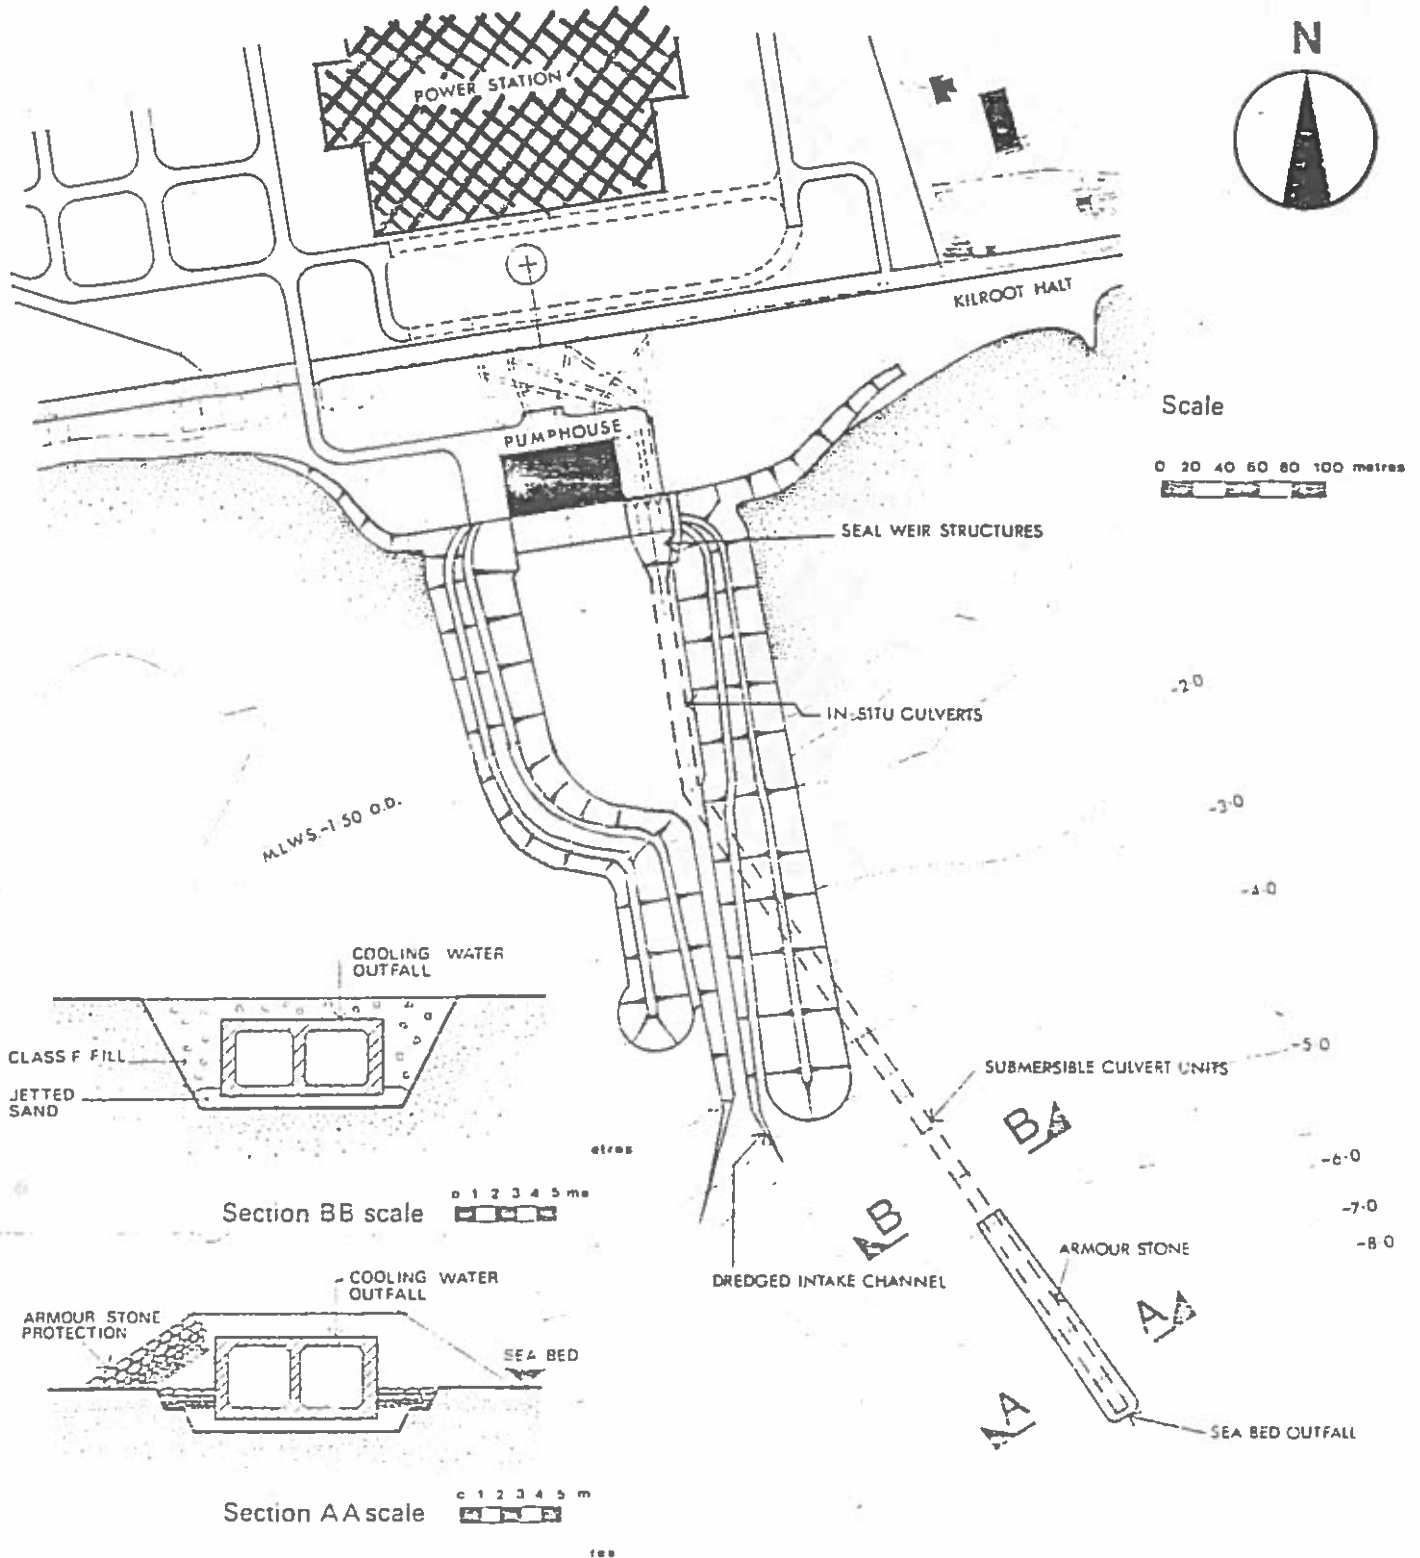 N
POWER STATION
KILROOT HALT
Scale
0 20 40 60 80 100 metres
PUMPHOUSE
SEAL WEIR STRUCTURES
IN-SITU CULVERTS
-2·0
-3·0
-4·0
-5·0
-6·0
-7·0
-8·0
M.L.W.S.-1·50 O.D.
COOLING WATER
OUTFALL
CLASS F FILL
JETTED
SAND
etres
Section BB scale
0 1 2 3 4 5 me
SUBMERSIBLE CULVERT UNITS
B
B
DREDGED INTAKE CHANNEL
ARMOUR STONE
A
A
SEA BED OUTFALL
COOLING WATER
OUTFALL
ARMOUR STONE
PROTECTION
SEA BED
Section AA scale
c 1 2 3 4 5 m